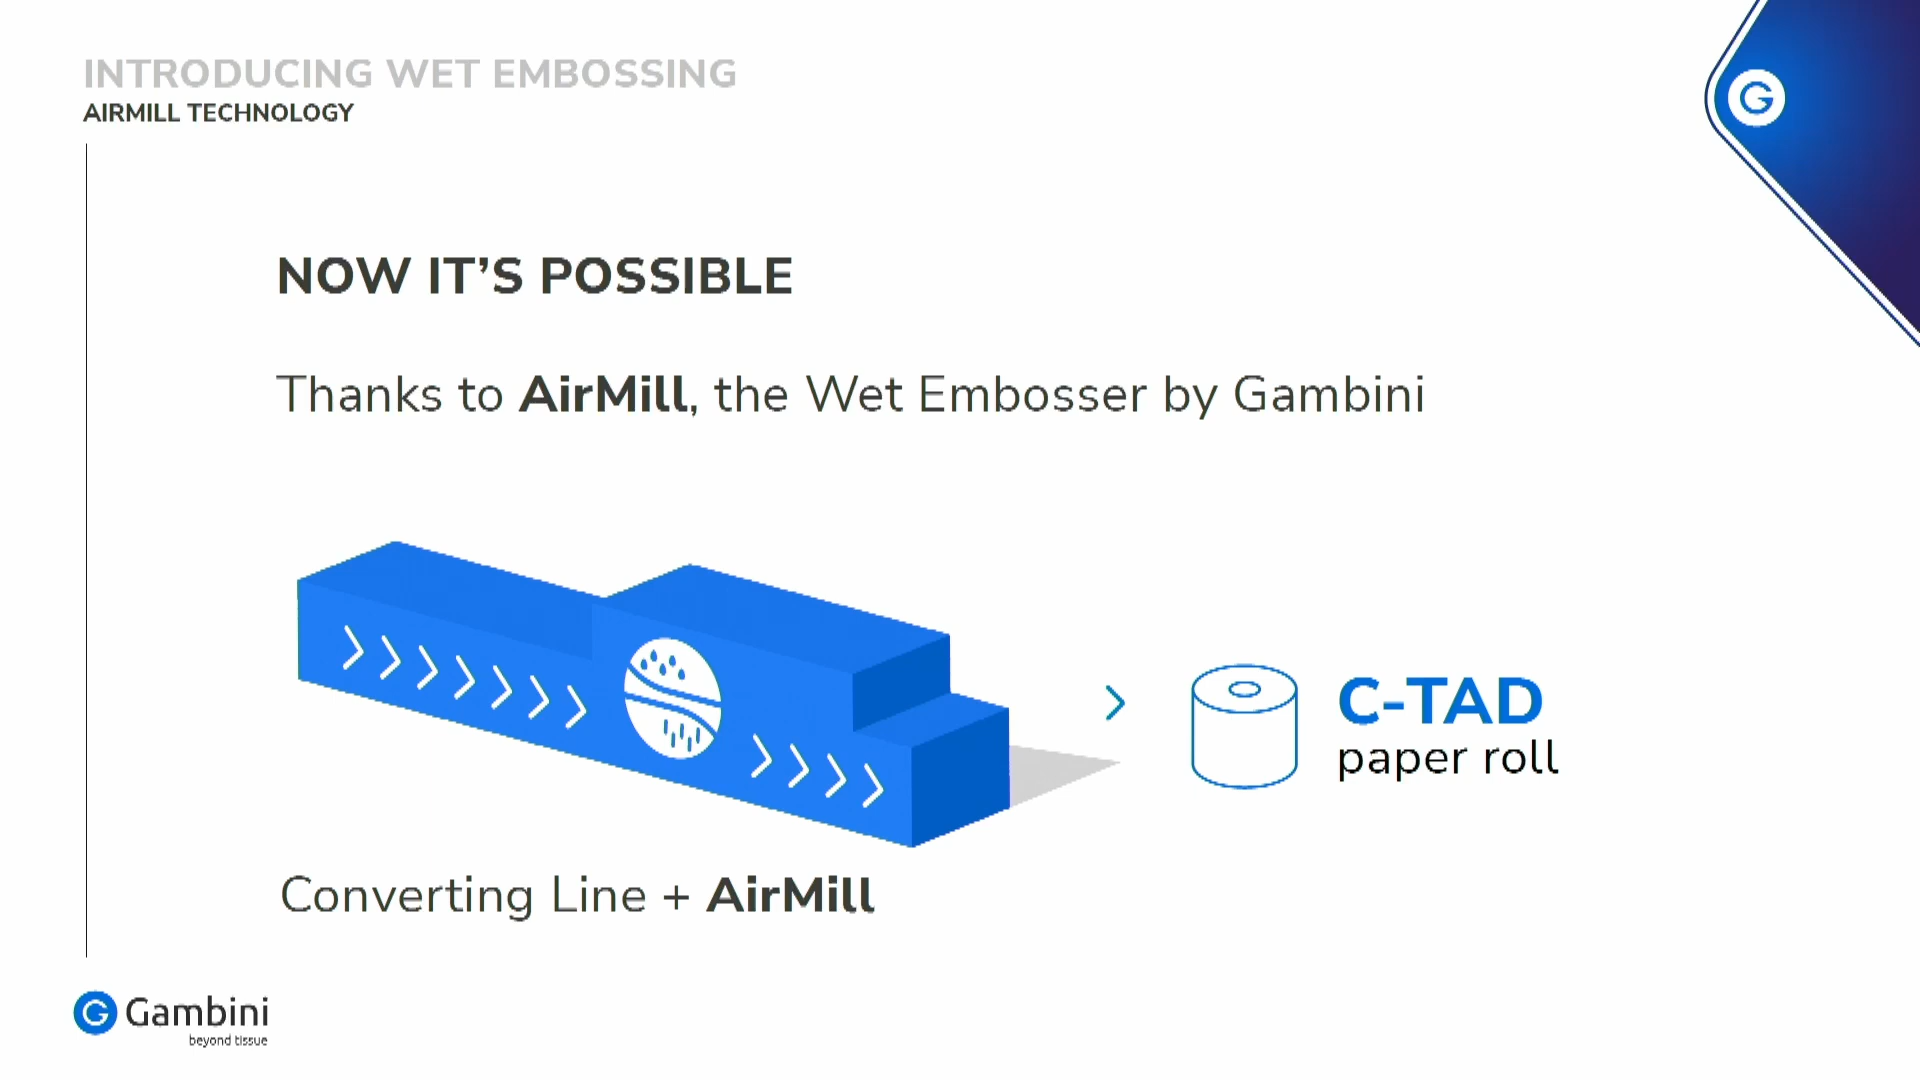 INTRODUCING WET EMBOSSING
AIRMILL TECHNOLOGY
NOW IT’S POSSIBLE
Thanks to AirMill, the Wet Embosser by Gambini
C-TAD
paper roll
Converting Line + AirMill
Gambini
beyond tissue